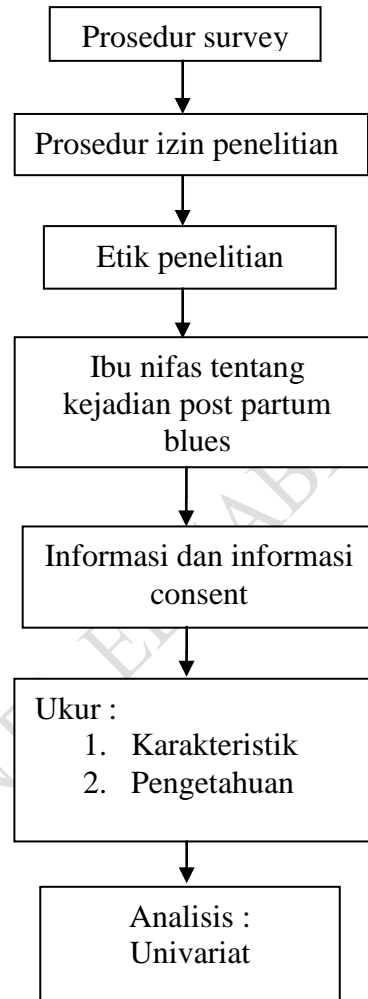 Prosedur survey
Prosedur izin penelitian
Etik penelitian
Ibu nifas tentang
kejadian post partum
blues
Informasi dan informasi
consent
Ukur :
1. Karakteristik
2. Pengetahuan
Analisis :
Univariat